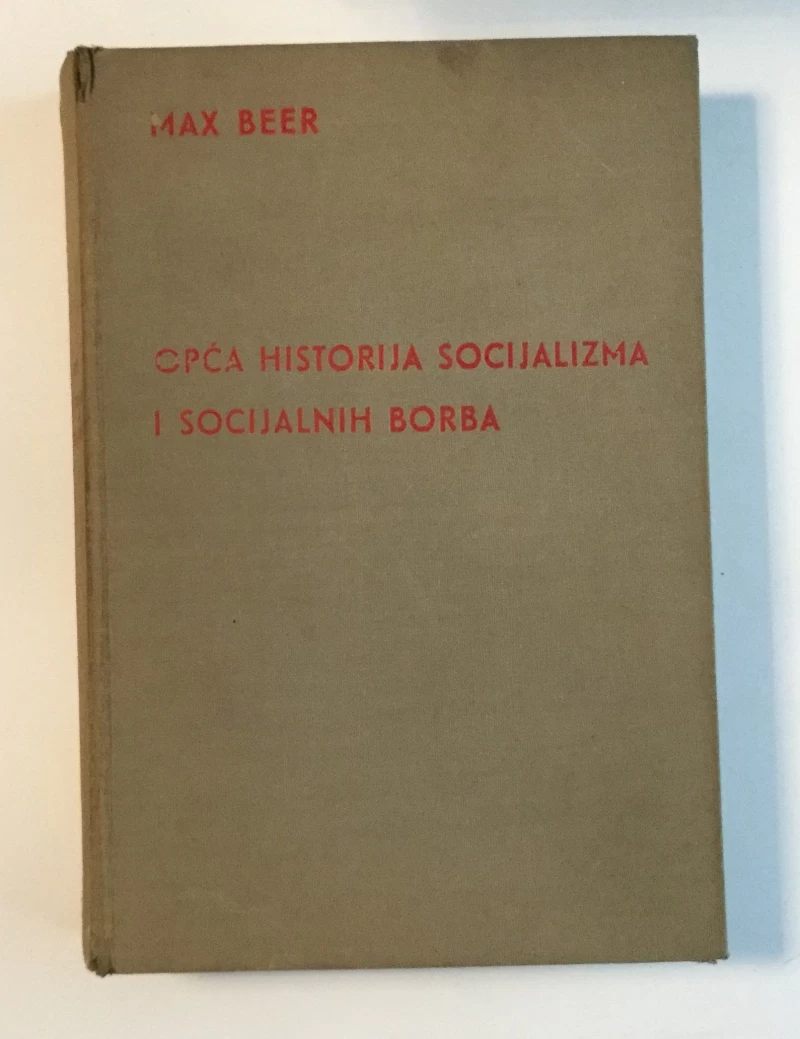 MAX BEER
OPĆA HISTORIJA SOCIJALIZMA
I SOCIJALNIH BORBA